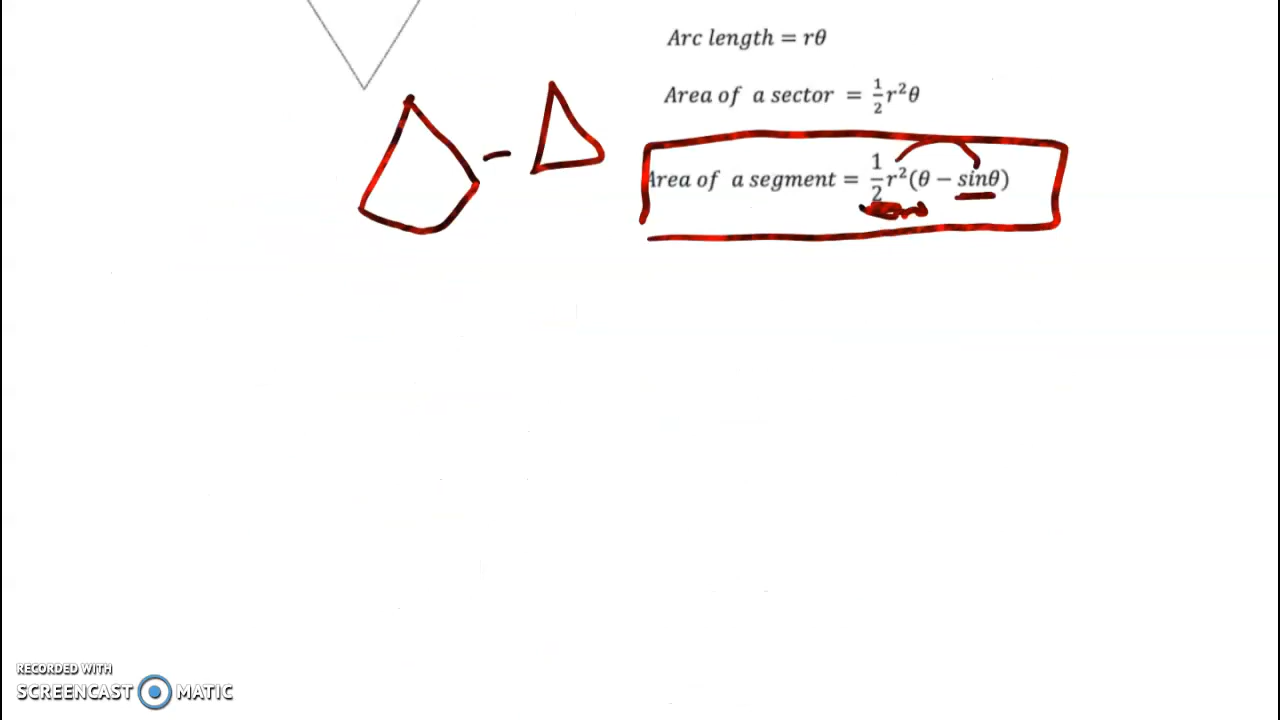 Arc length = rθ
Area of a sector = ½r²θ
Area of a segment = ½r²(θ − sinθ)
RECORDED WITH
SCREENCAST MATIC